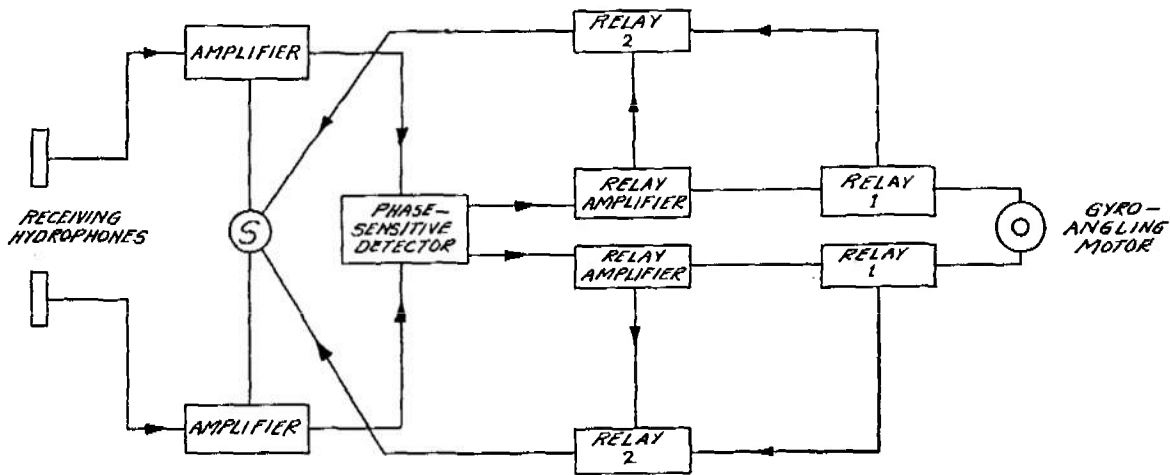 AMPLIFIER
RELAY
2
RECEIVING
HYDROPHONES
S
PHASE-
SENSITIVE
DETECTOR
RELAY
AMPLIFIER
RELAY
1
RELAY
AMPLIFIER
RELAY
1
GYRO-
ANGLING
MOTOR
AMPLIFIER
RELAY
2